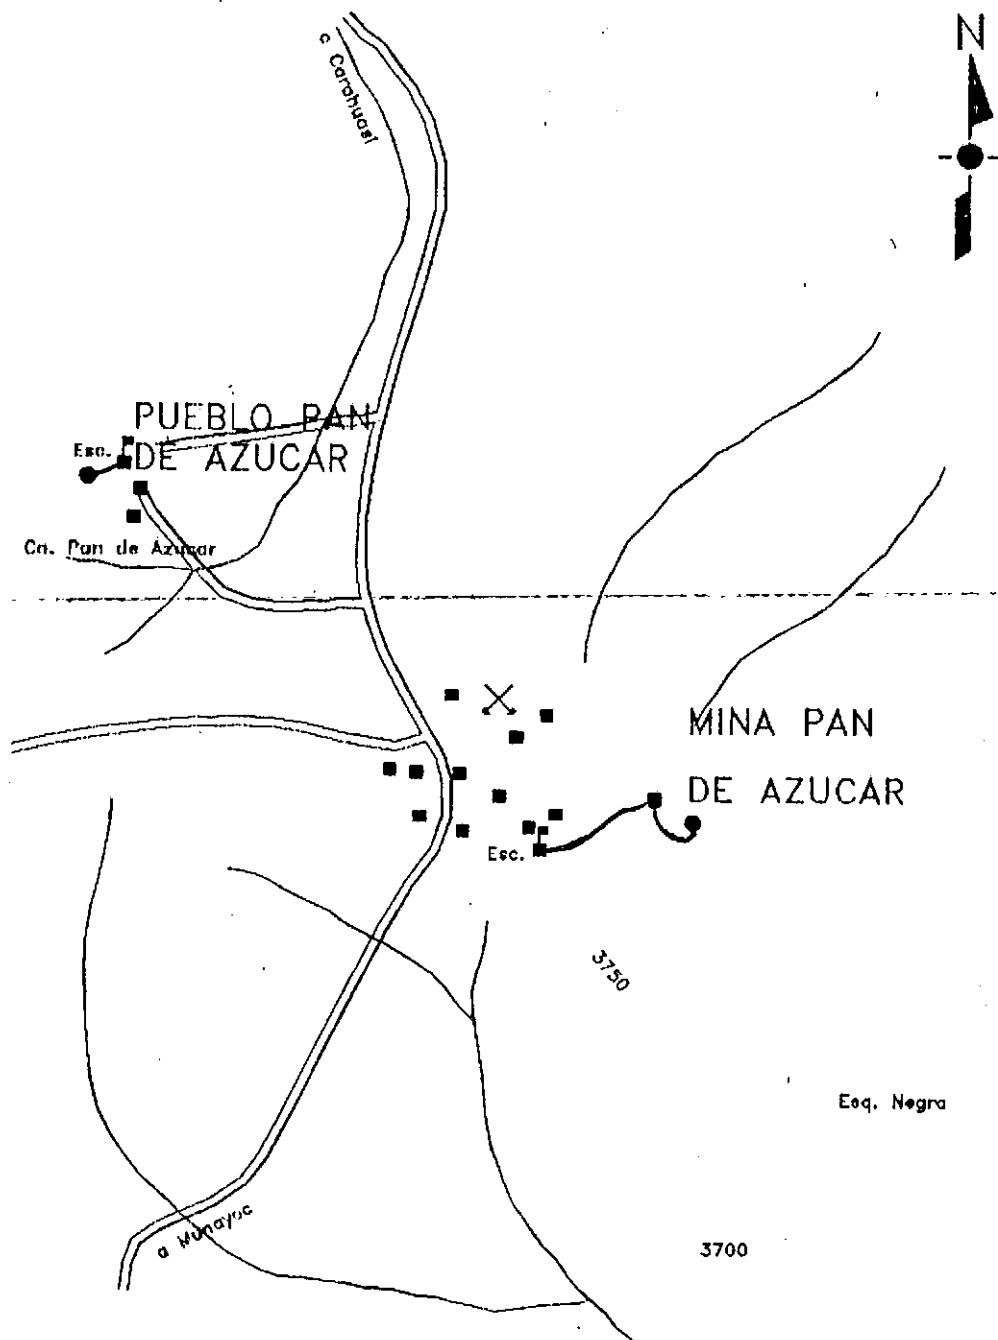 N
a Carahuasi
PUEBLO PAN
DE AZUCAR
Esc.
Cn. Pan de Azucar
MINA PAN
DE AZUCAR
Esc.
3750
Esq. Negra
a Munayoc
3700